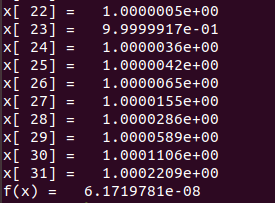 x[ 22] = 1.0000005e+00
x[ 23] = 9.9999917e-01
x[ 24] = 1.0000036e+00
x[ 25] = 1.0000042e+00
x[ 26] = 1.0000065e+00
x[ 27] = 1.0000155e+00
x[ 28] = 1.0000286e+00
x[ 29] = 1.0000589e+00
x[ 30] = 1.0001106e+00
x[ 31] = 1.0002209e+00
f(x) = 6.1719781e-08